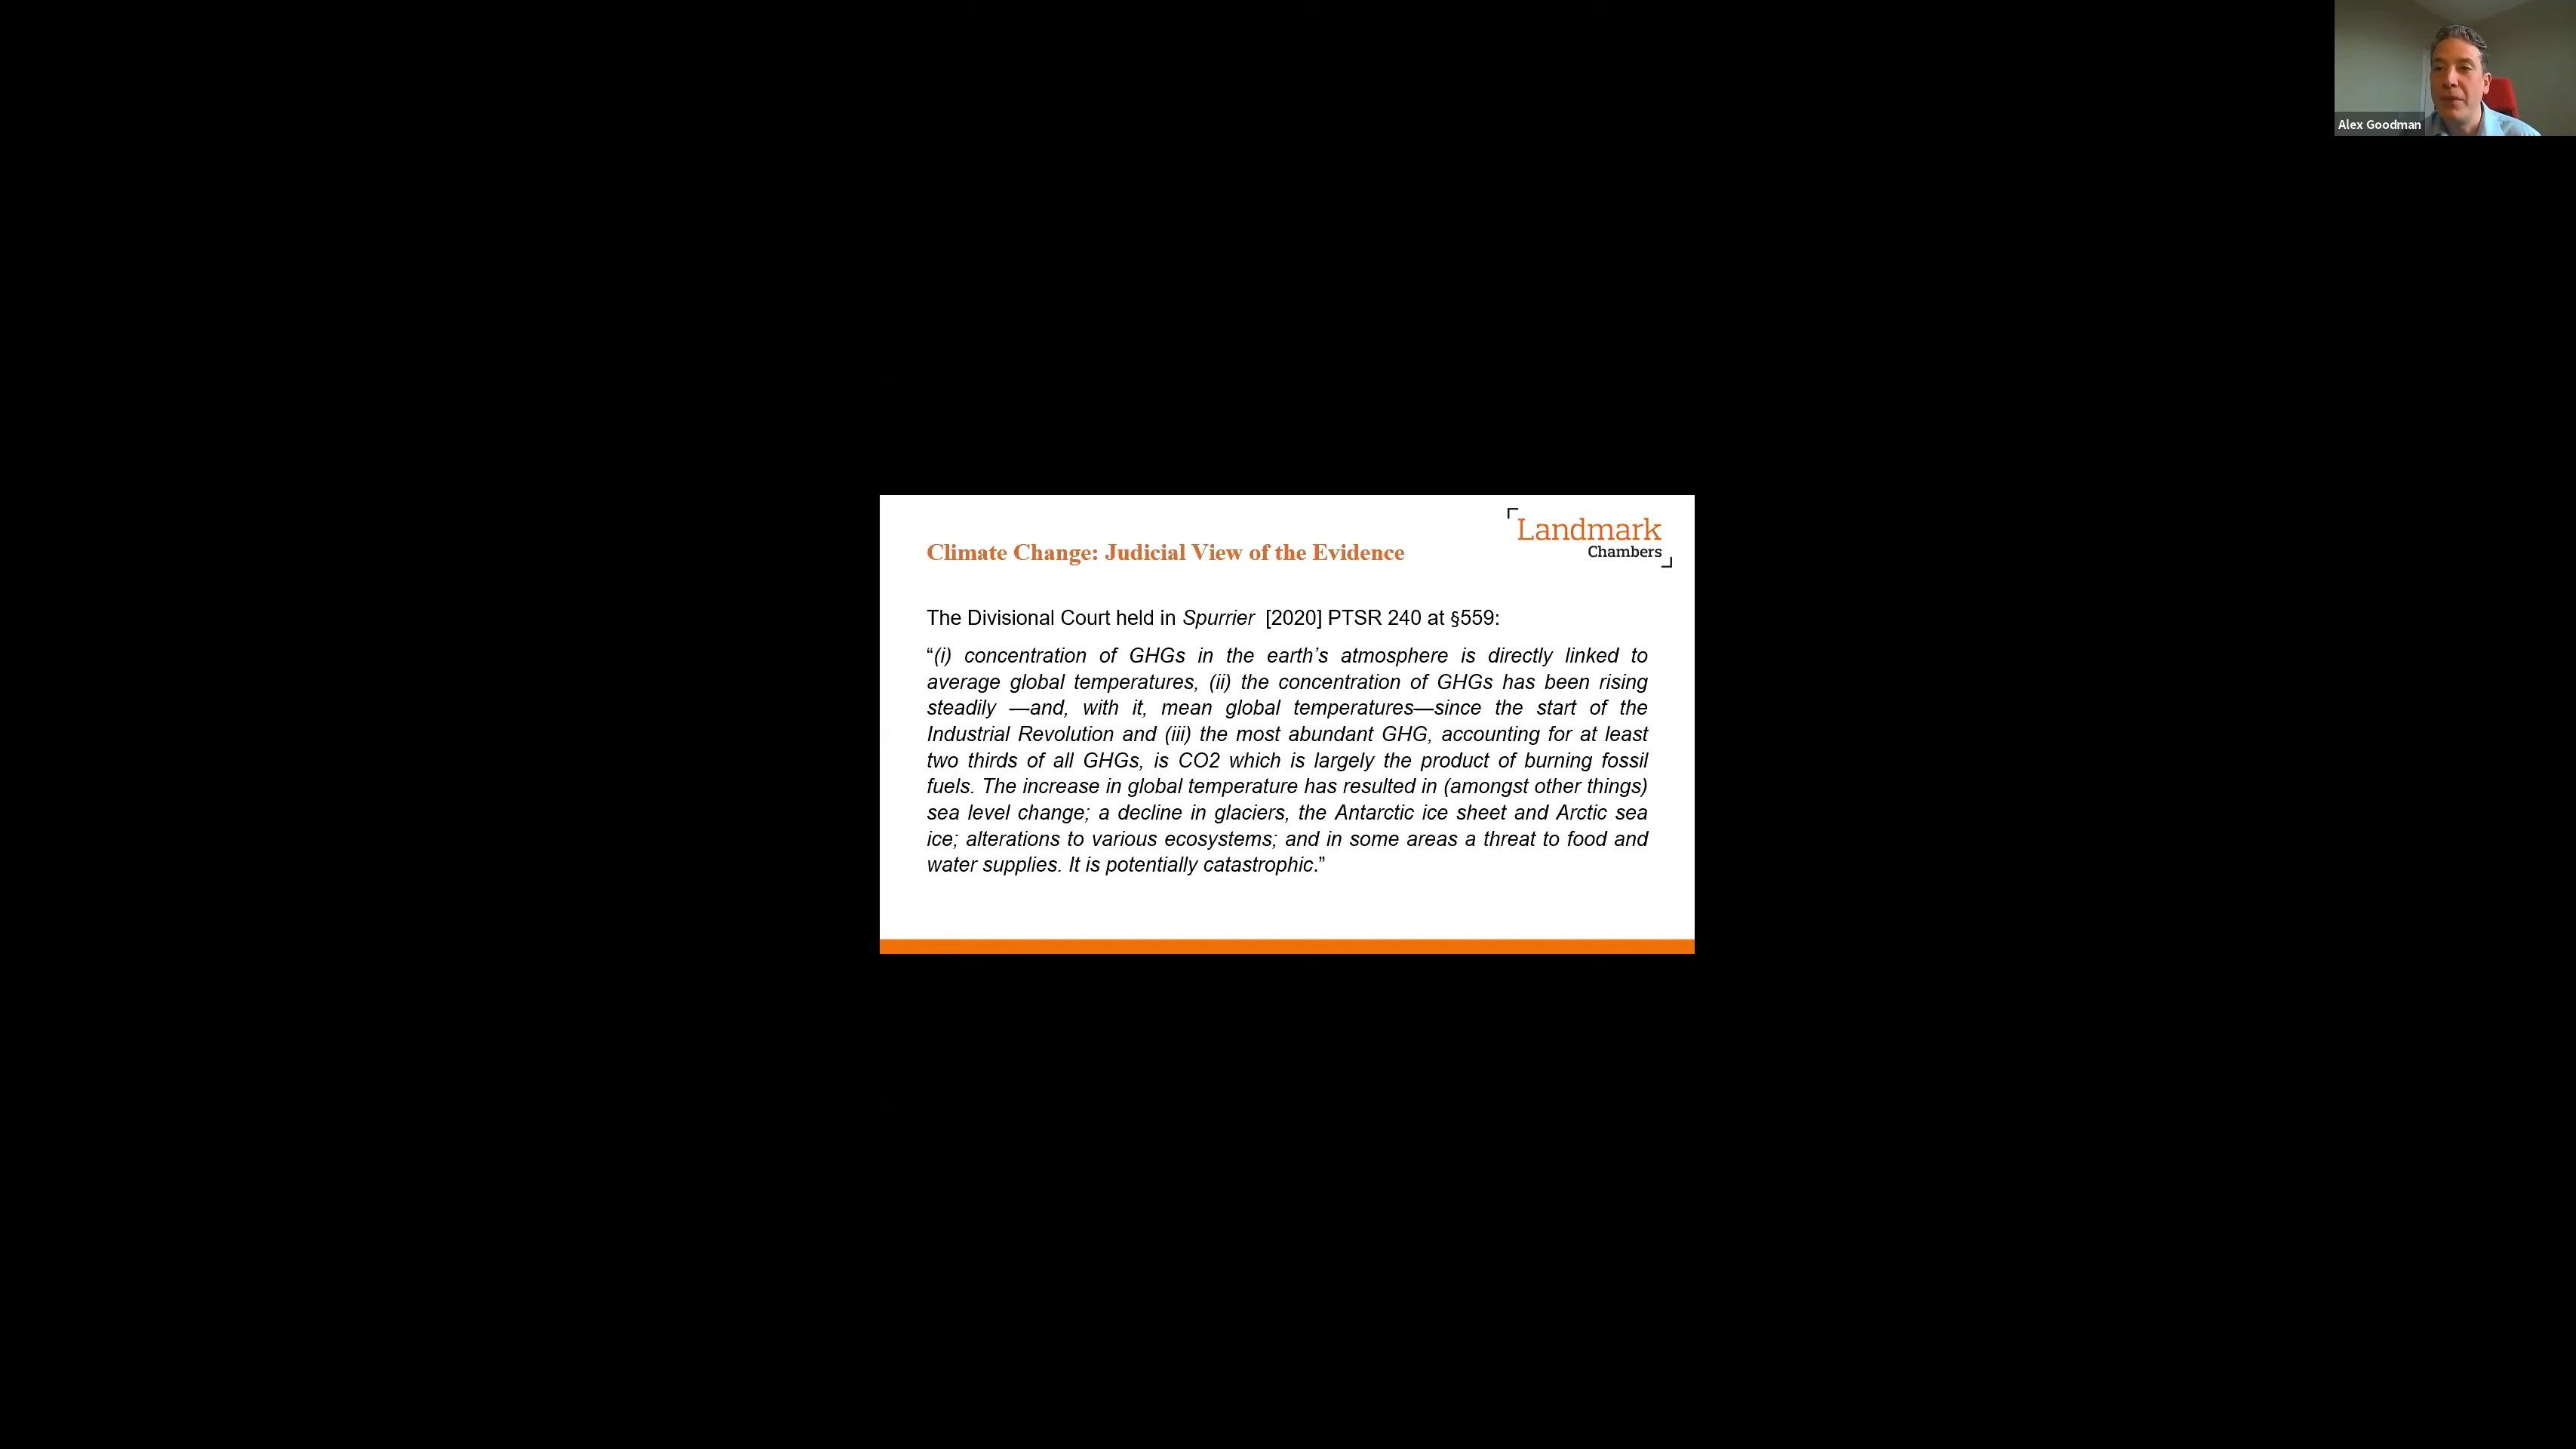 Alex Goodman
Landmark
Chambers
Climate Change: Judicial View of the Evidence
The Divisional Court held in Spurrier [2020] PTSR 240 at §559:
“(i) concentration of GHGs in the earth’s atmosphere is directly linked to
average global temperatures, (ii) the concentration of GHGs has been rising
steadily —and, with it, mean global temperatures—since the start of the
Industrial Revolution and (iii) the most abundant GHG, accounting for at least
two thirds of all GHGs, is CO2 which is largely the product of burning fossil
fuels. The increase in global temperature has resulted in (amongst other things)
sea level change; a decline in glaciers, the Antarctic ice sheet and Arctic sea
ice; alterations to various ecosystems; and in some areas a threat to food and
water supplies. It is potentially catastrophic.”